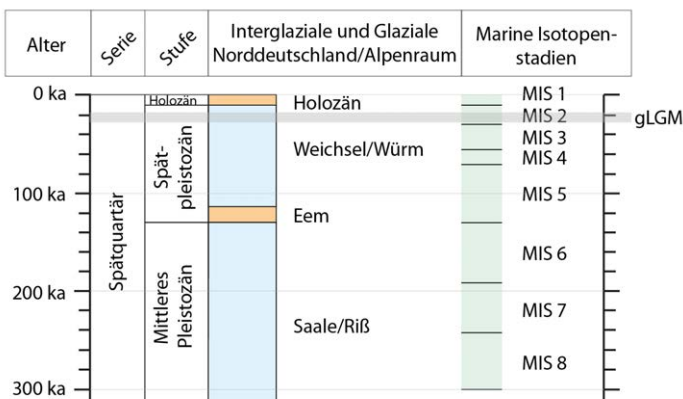 Alter
Serie
Stufe
Interglaziale und Glaziale
Norddeutschland/Alpenraum
Marine Isotopen-
stadien
0 ka
Holozän
Holozän
MIS 1
MIS 2
gLGM
MIS 3
Weichsel/Würm
MIS 4
Spät-
pleistozän
100 ka
MIS 5
Eem
Spätquartär
MIS 6
200 ka
Mittleres
Pleistozän
MIS 7
Saale/Riß
MIS 8
300 ka